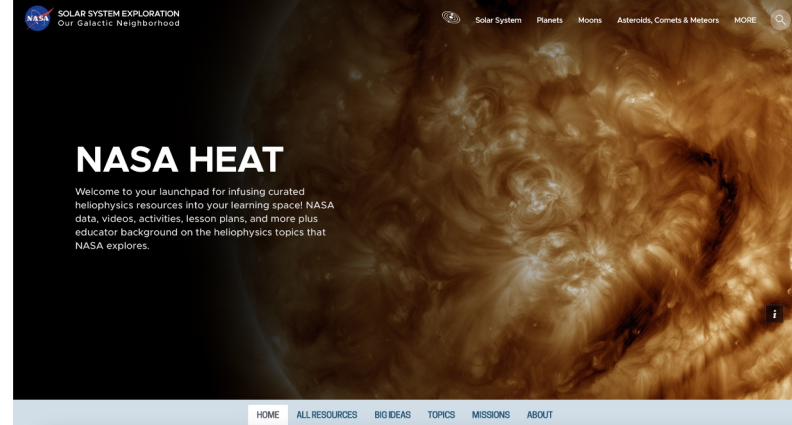 NASA
SOLAR SYSTEM EXPLORATION
Our Galactic Neighborhood
Solar System
Planets
Moons
Asteroids, Comets & Meteors
MORE
NASA HEAT
Welcome to your launchpad for infusing curated
heliophysics resources into your learning space! NASA
data, videos, activities, lesson plans, and more plus
educator background on the heliophysics topics that
NASA explores.
i
HOME
ALL RESOURCES
BIG IDEAS
TOPICS
MISSIONS
ABOUT